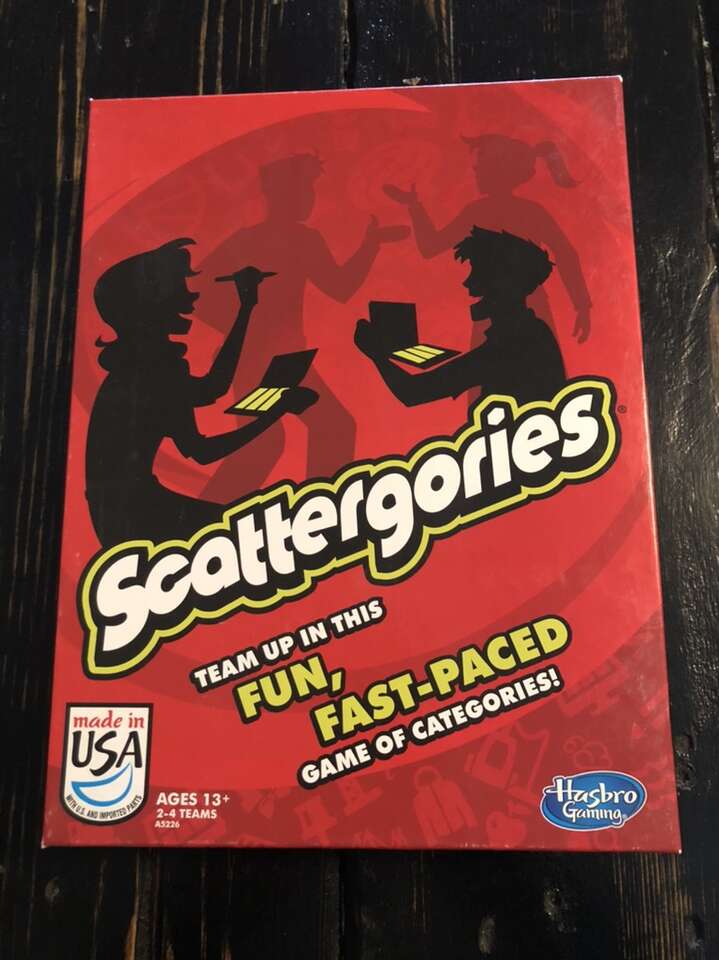 Scattergories®
TEAM UP IN THIS
FUN,
FAST-PACED
GAME OF CATEGORIES!
made in
USA
WITH U.S. AND IMPORTED PARTS
AGES 13+
2-4 TEAMS
A5226
Hasbro
Gaming